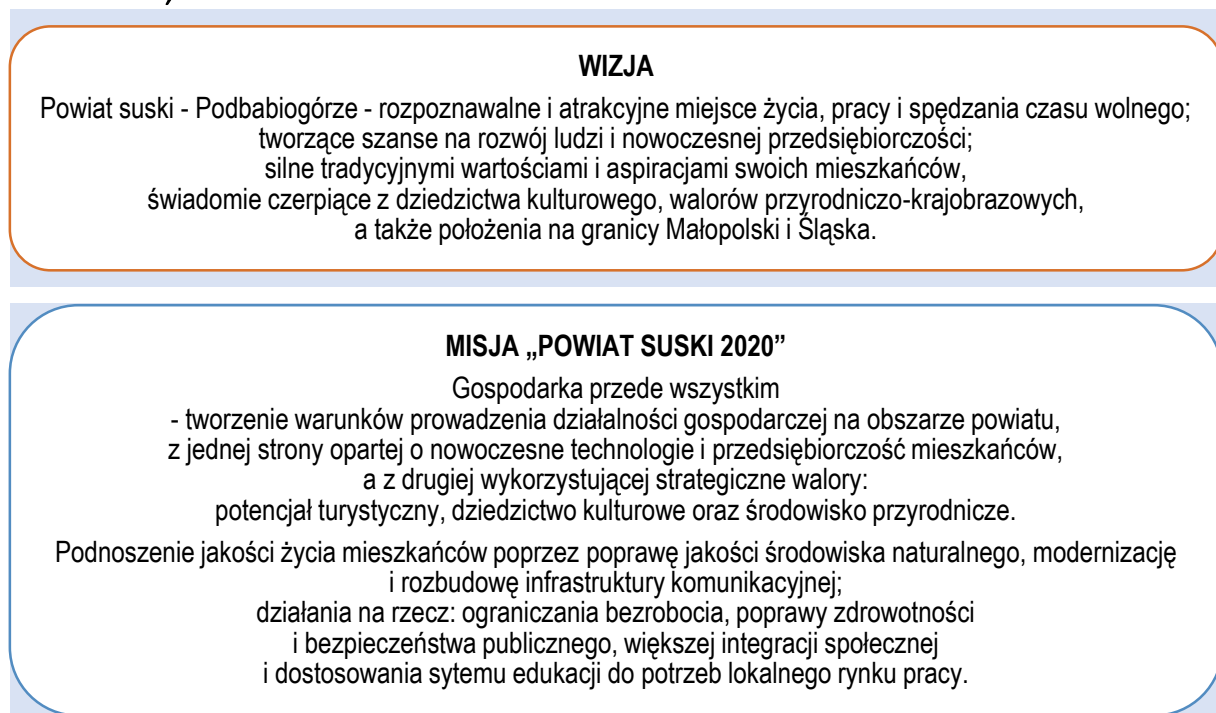 WIZJA
Powiat suski - Podbabiogórze - rozpoznawalne i atrakcyjne miejsce życia, pracy i spędzania czasu wolnego;
tworzące szanse na rozwój ludzi i nowoczesnej przedsiębiorczości;
silne tradycyjnymi wartościami i aspiracjami swoich mieszkańców,
świadomie czerpiące z dziedzictwa kulturowego, walorów przyrodniczo-krajobrazowych,
a także położenia na granicy Małopolski i Śląska.
MISJA „POWIAT SUSKI 2020”
Gospodarka przede wszystkim
- tworzenie warunków prowadzenia działalności gospodarczej na obszarze powiatu,
z jednej strony opartej o nowoczesne technologie i przedsiębiorczość mieszkańców,
a z drugiej wykorzystującej strategiczne walory:
potencjał turystyczny, dziedzictwo kulturowe oraz środowisko przyrodnicze.
Podnoszenie jakości życia mieszkańców poprzez poprawę jakości środowiska naturalnego, modernizację
i rozbudowę infrastruktury komunikacyjnej;
działania na rzecz: ograniczania bezrobocia, poprawy zdrowotności
i bezpieczeństwa publicznego, większej integracji społecznej
i dostosowania sytemu edukacji do potrzeb lokalnego rynku pracy.